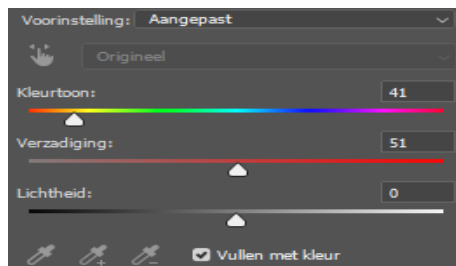 Voorinstelling: Aangepast
Origineel
Kleurtoon: 41
Verzadiging: 51
Lichtheid: 0
Vullen met kleur